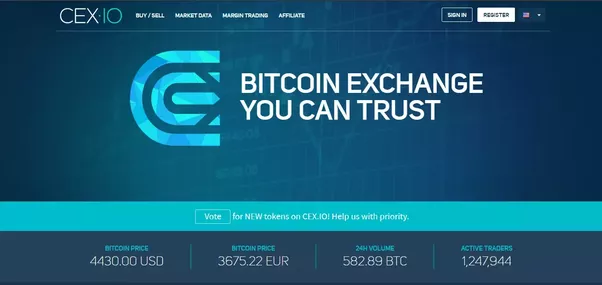 CEX.IO BUY / SELL MARKET DATA MARGIN TRADING AFFILIATE SIGN IN REGISTER
BITCOIN EXCHANGE
YOU CAN TRUST
Vote for NEW tokens on CEX.IO! Help us with priority.
BITCOIN PRICE BITCOIN PRICE 24H VOLUME ACTIVE TRADERS
4430.00 USD 3675.22 EUR 582.89 BTC 1,247,944